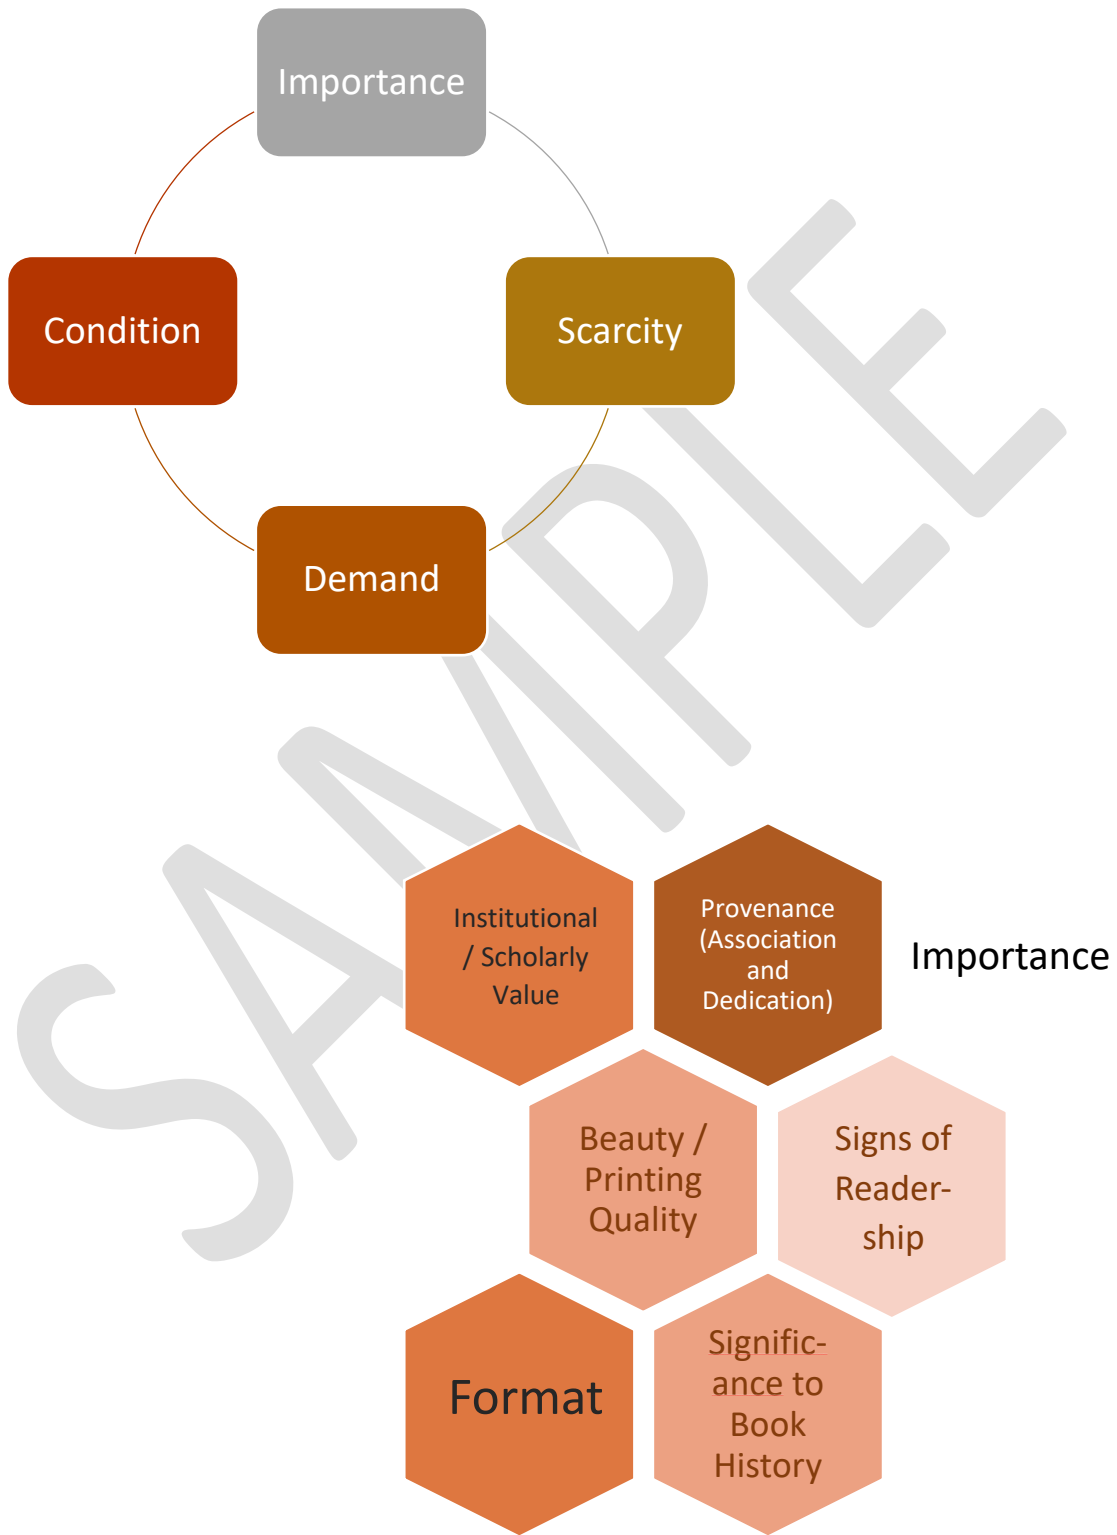 Importance
Condition
Scarcity
Demand
SAMPLE
Institutional
/ Scholarly
Value
Provenance
(Association
and
Dedication)
Importance
Beauty /
Printing
Quality
Signs of
Reader-
ship
Format
Signific-
ance to
Book
History